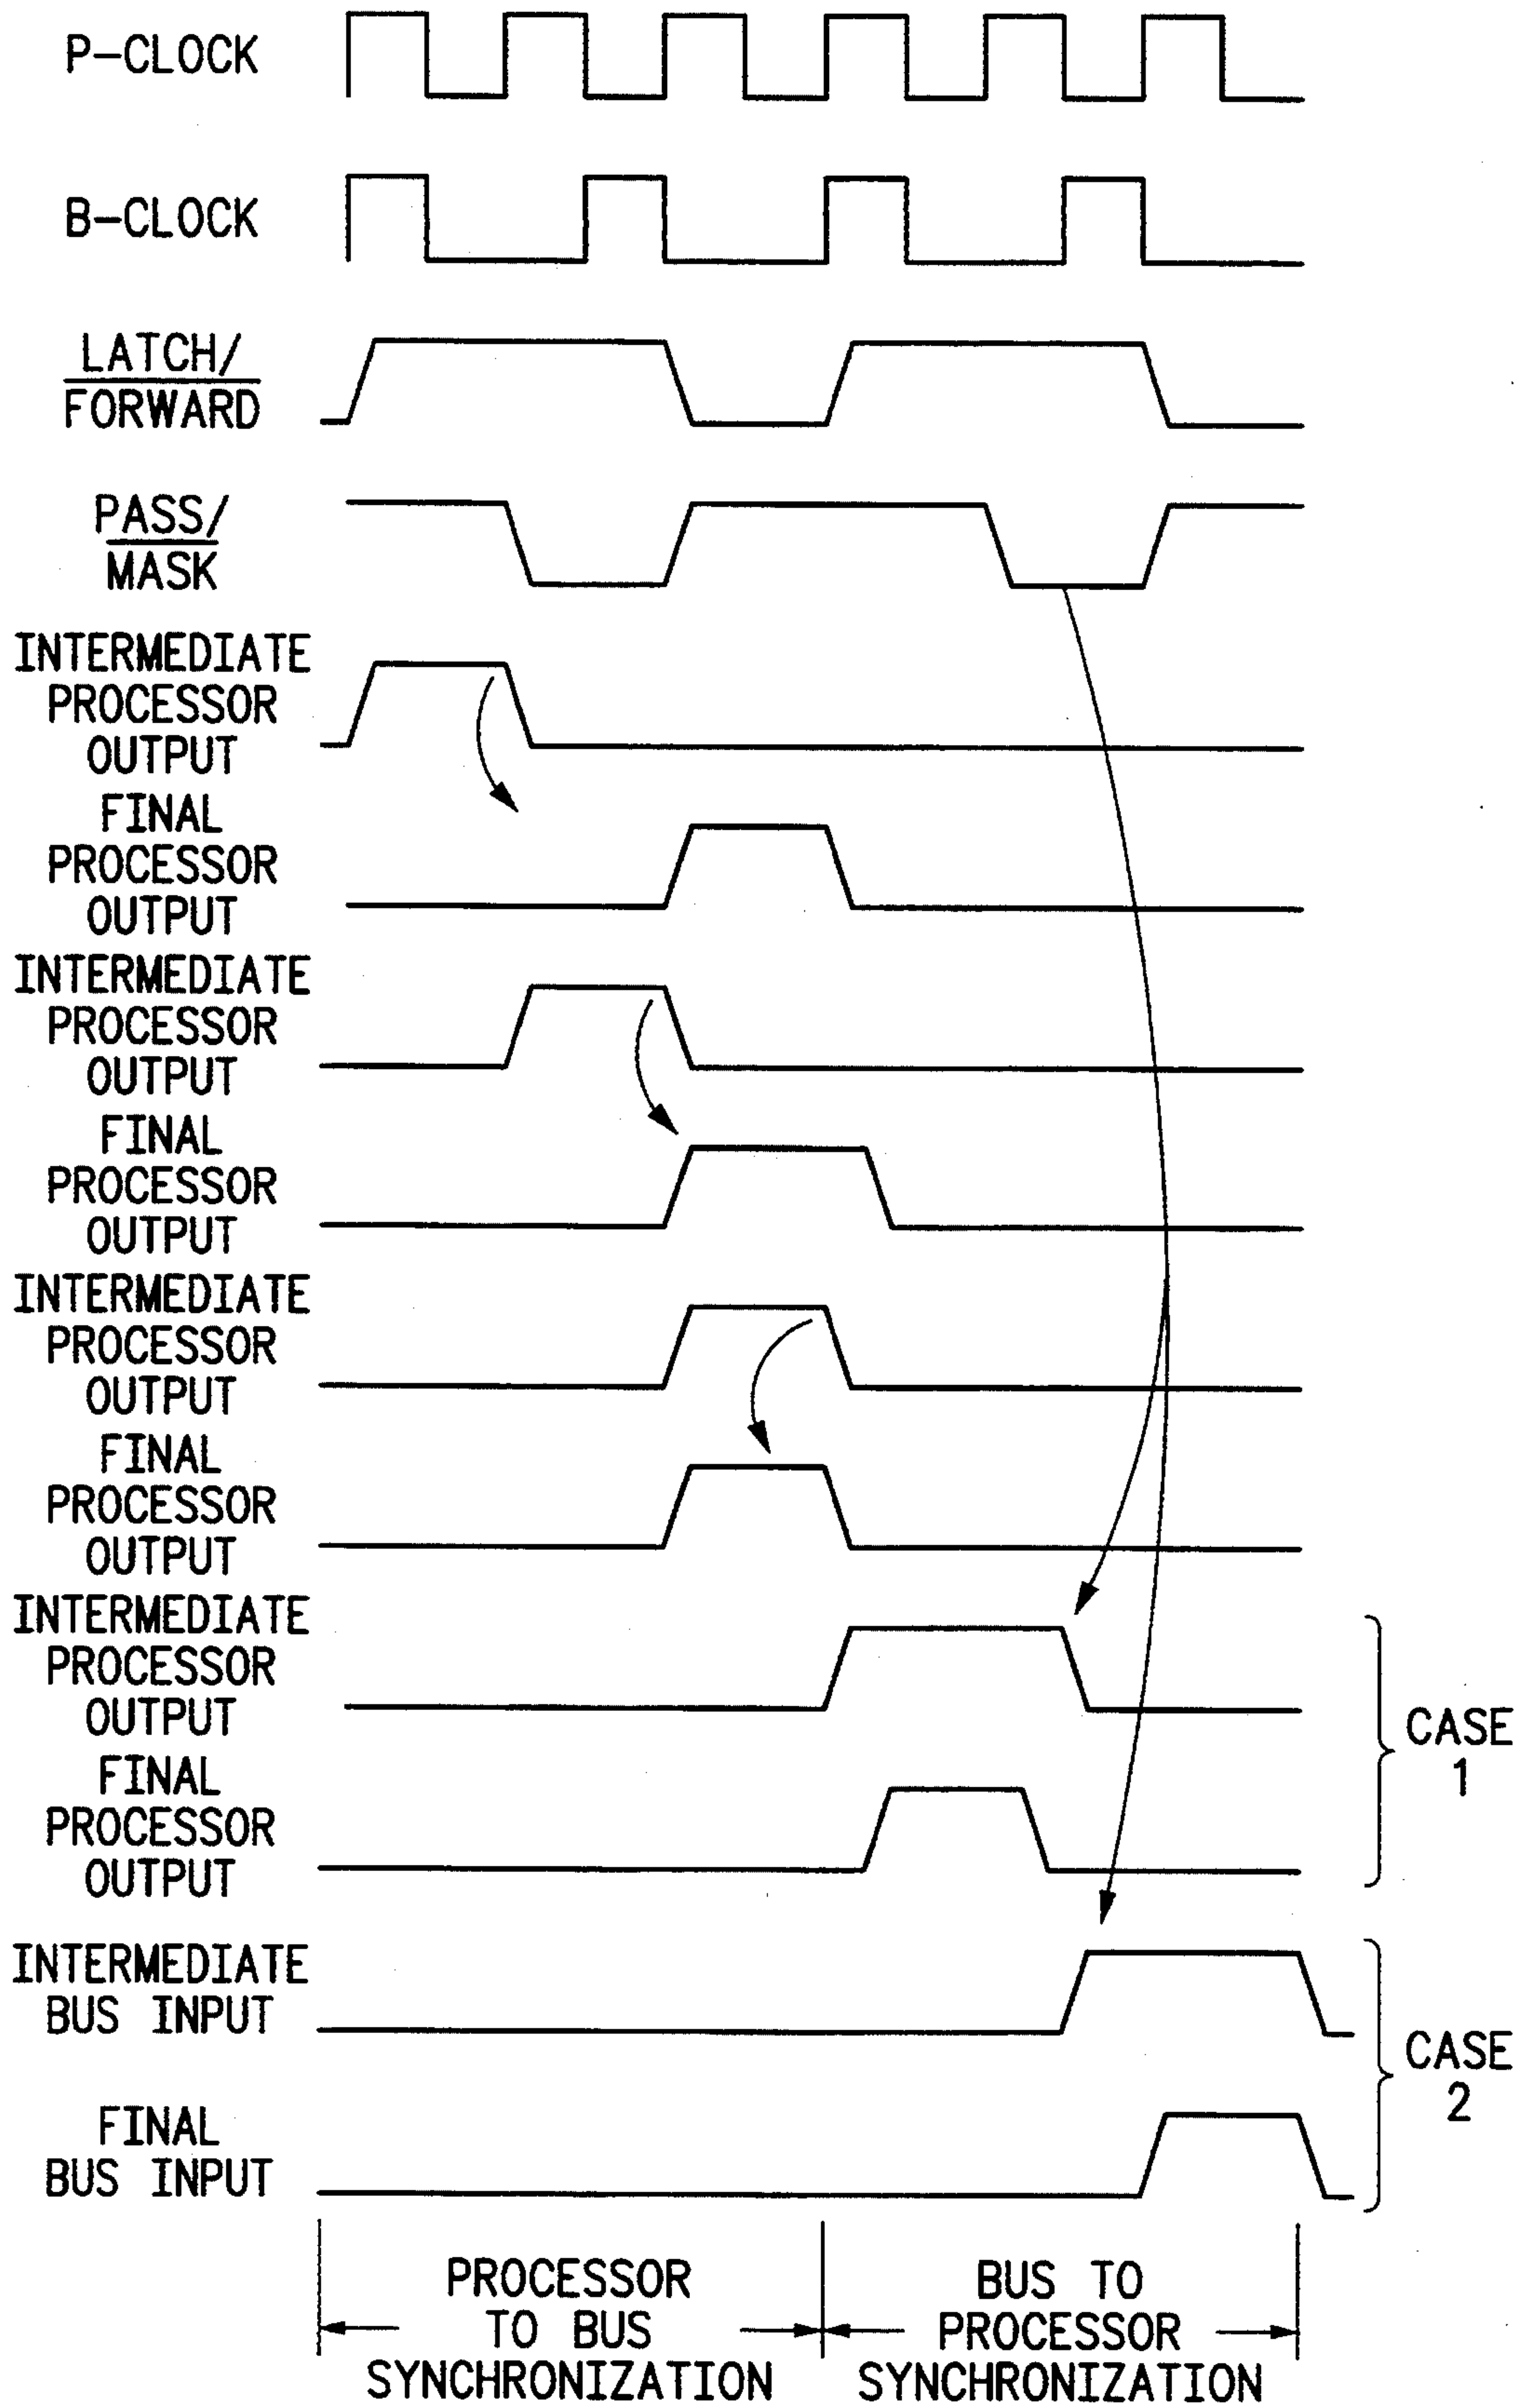 P-CLOCK
B-CLOCK
LATCH/
FORWARD
PASS/
MASK
INTERMEDIATE
PROCESSOR
OUTPUT
FINAL
PROCESSOR
OUTPUT
INTERMEDIATE
PROCESSOR
OUTPUT
FINAL
PROCESSOR
OUTPUT
INTERMEDIATE
PROCESSOR
OUTPUT
FINAL
PROCESSOR
OUTPUT
INTERMEDIATE
PROCESSOR
OUTPUT
FINAL
PROCESSOR
OUTPUT
CASE
1
INTERMEDIATE
BUS INPUT
FINAL
BUS INPUT
CASE
2
PROCESSOR
TO BUS
SYNCHRONIZATION
BUS TO
PROCESSOR
SYNCHRONIZATION